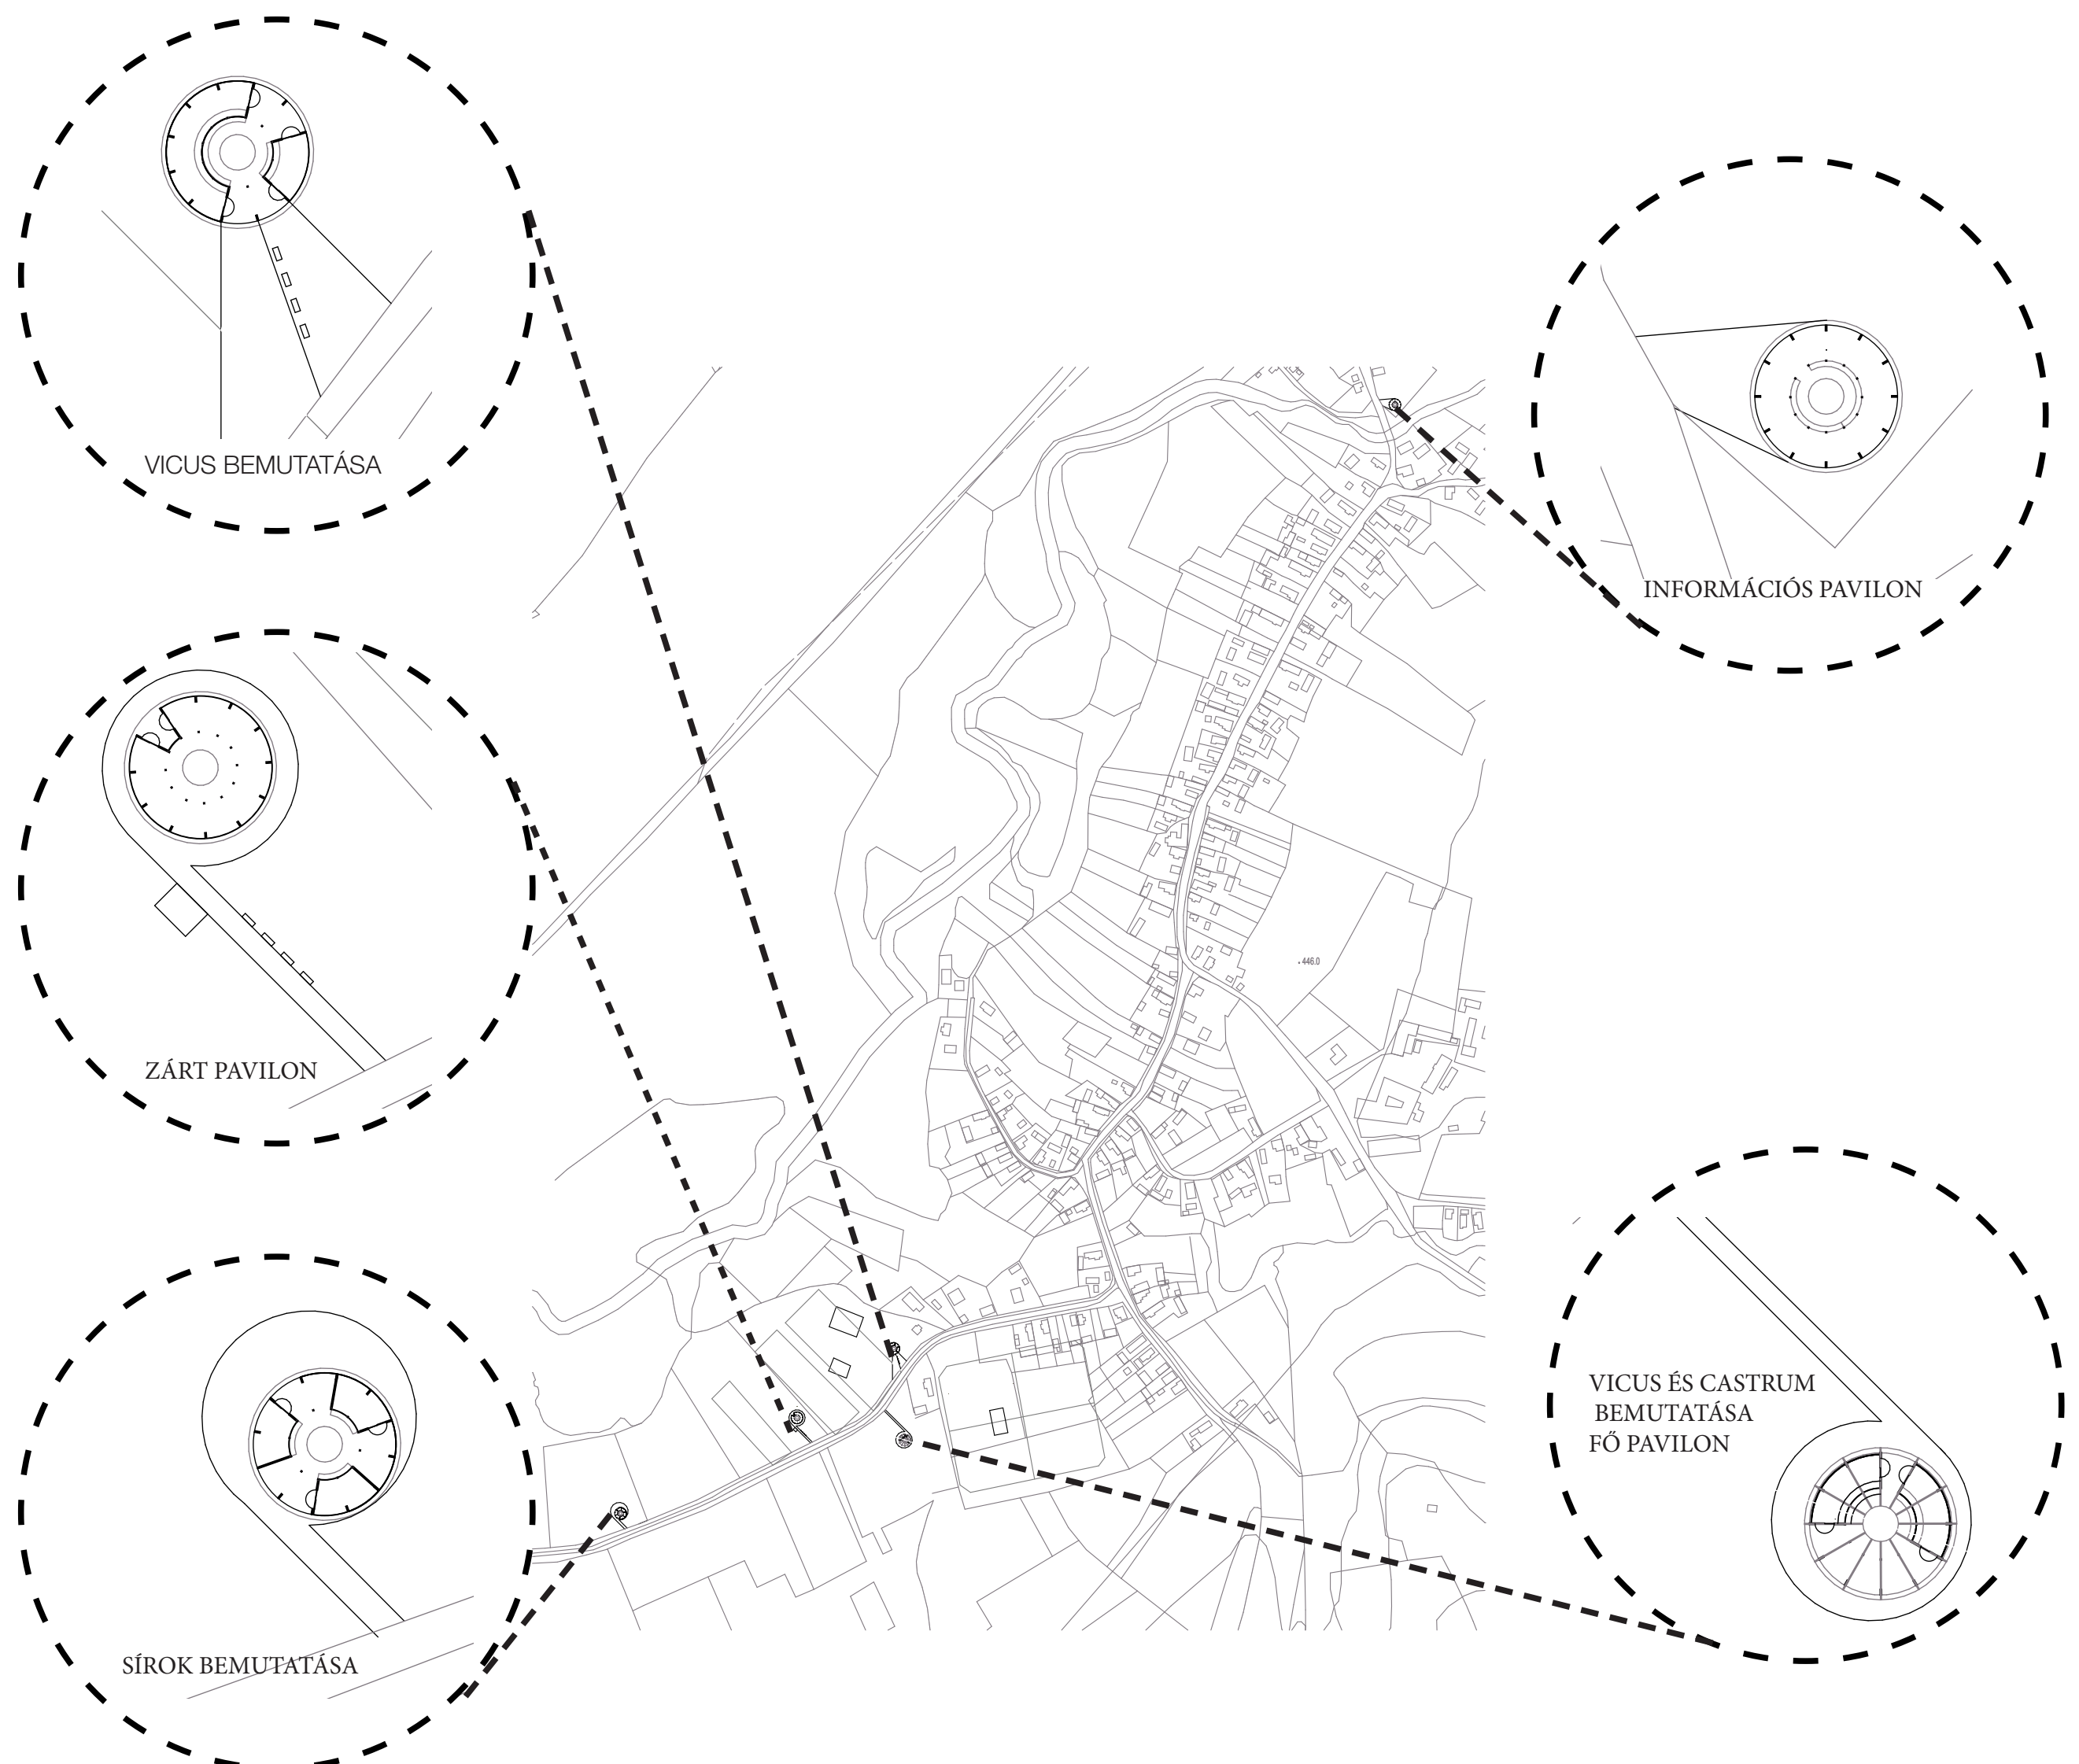 VICUS BEMUTATÁSA
INFORMÁCIÓS PAVILON
ZÁRT PAVILON
446.0
VICUS ÉS CASTRUM
BEMUTATÁSA
FŐ PAVILON
SÍROK BEMUTATÁSA